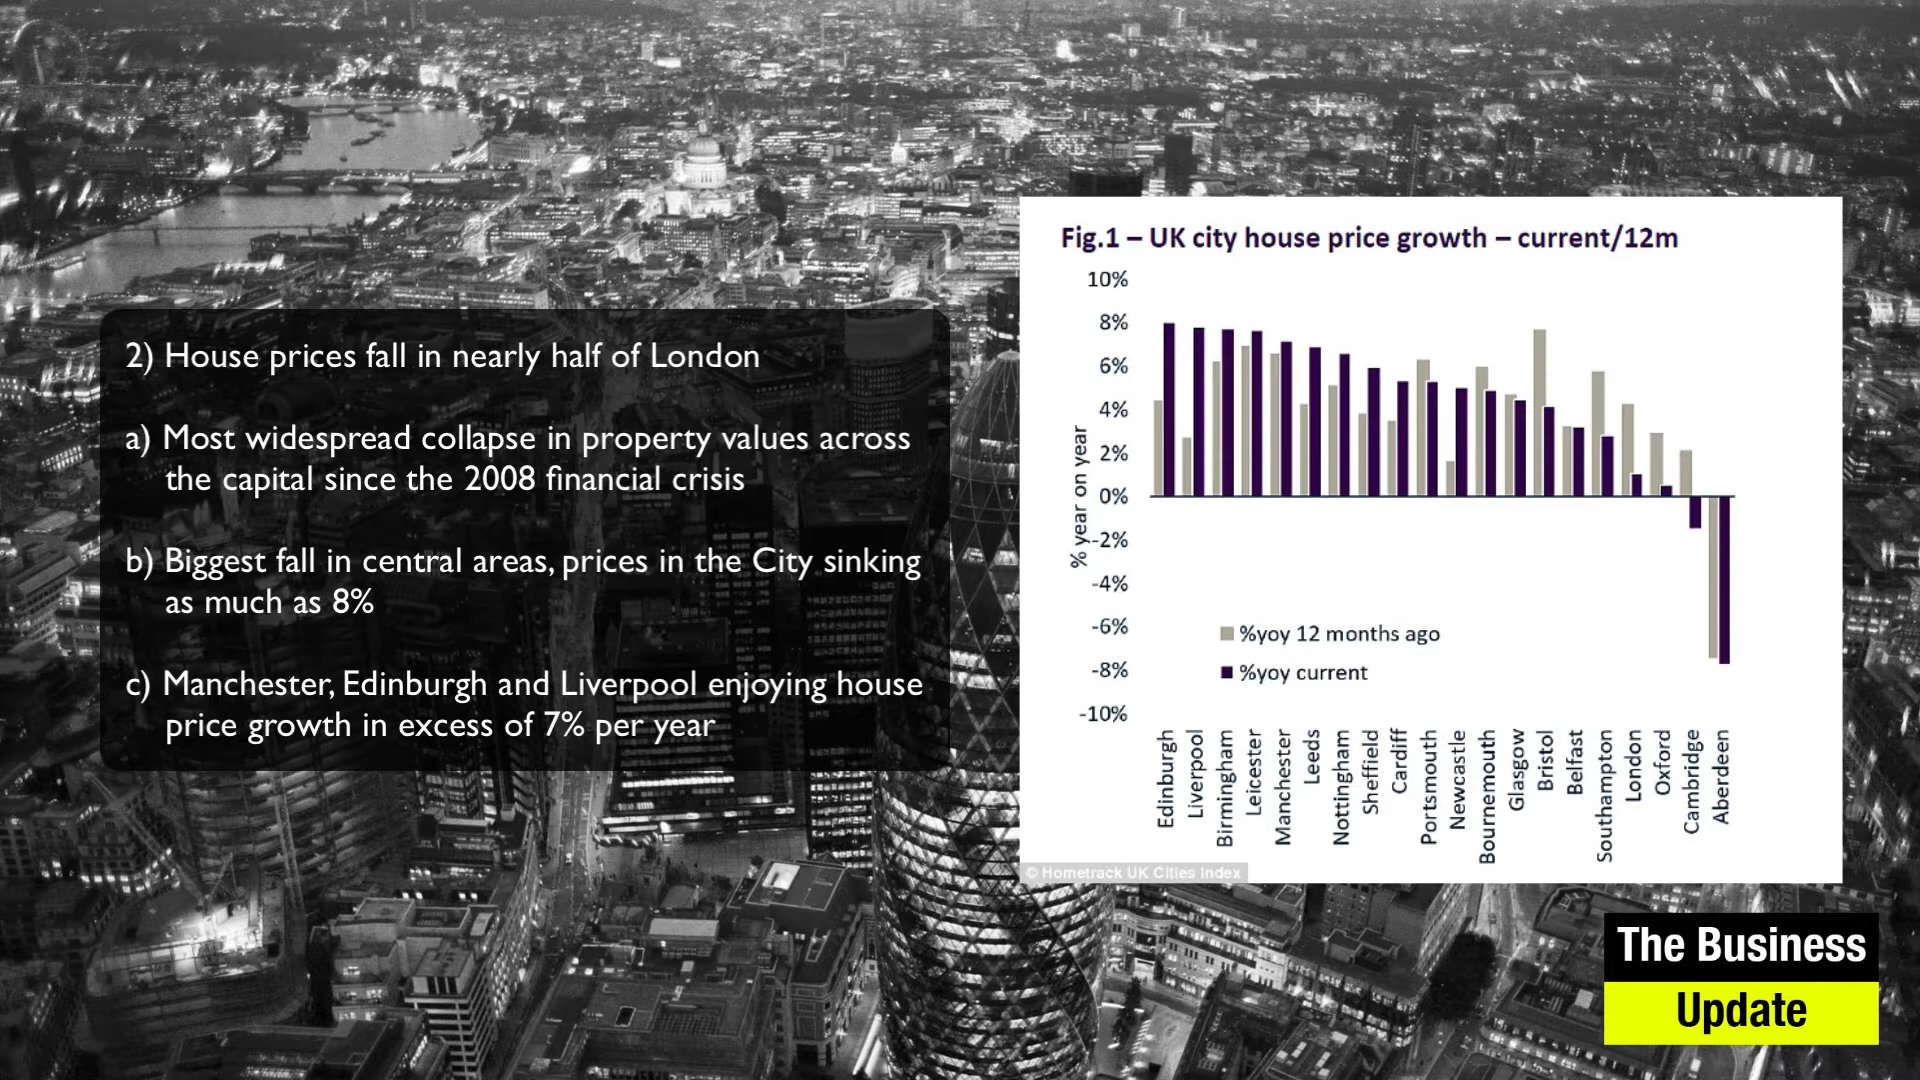 2) House prices fall in nearly half of London
a) Most widespread collapse in property values across
the capital since the 2008 financial crisis
b) Biggest fall in central areas, prices in the City sinking
as much as 8%
c) Manchester, Edinburgh and Liverpool enjoying house
price growth in excess of 7% per year
Fig.1 – UK city house price growth – current/12m
% year on year
10%
8%
6%
4%
2%
0%
-2%
-4%
-6%
-8%
-10%
%yoy 12 months ago
%yoy current
Edinburgh
Liverpool
Birmingham
Leicester
Manchester
Leeds
Nottingham
Sheffield
Cardiff
Portsmouth
Newcastle
Bournemouth
Glasgow
Bristol
Belfast
Southampton
London
Oxford
Cambridge
Aberdeen
© Hometrack UK Cities Index
The Business
Update